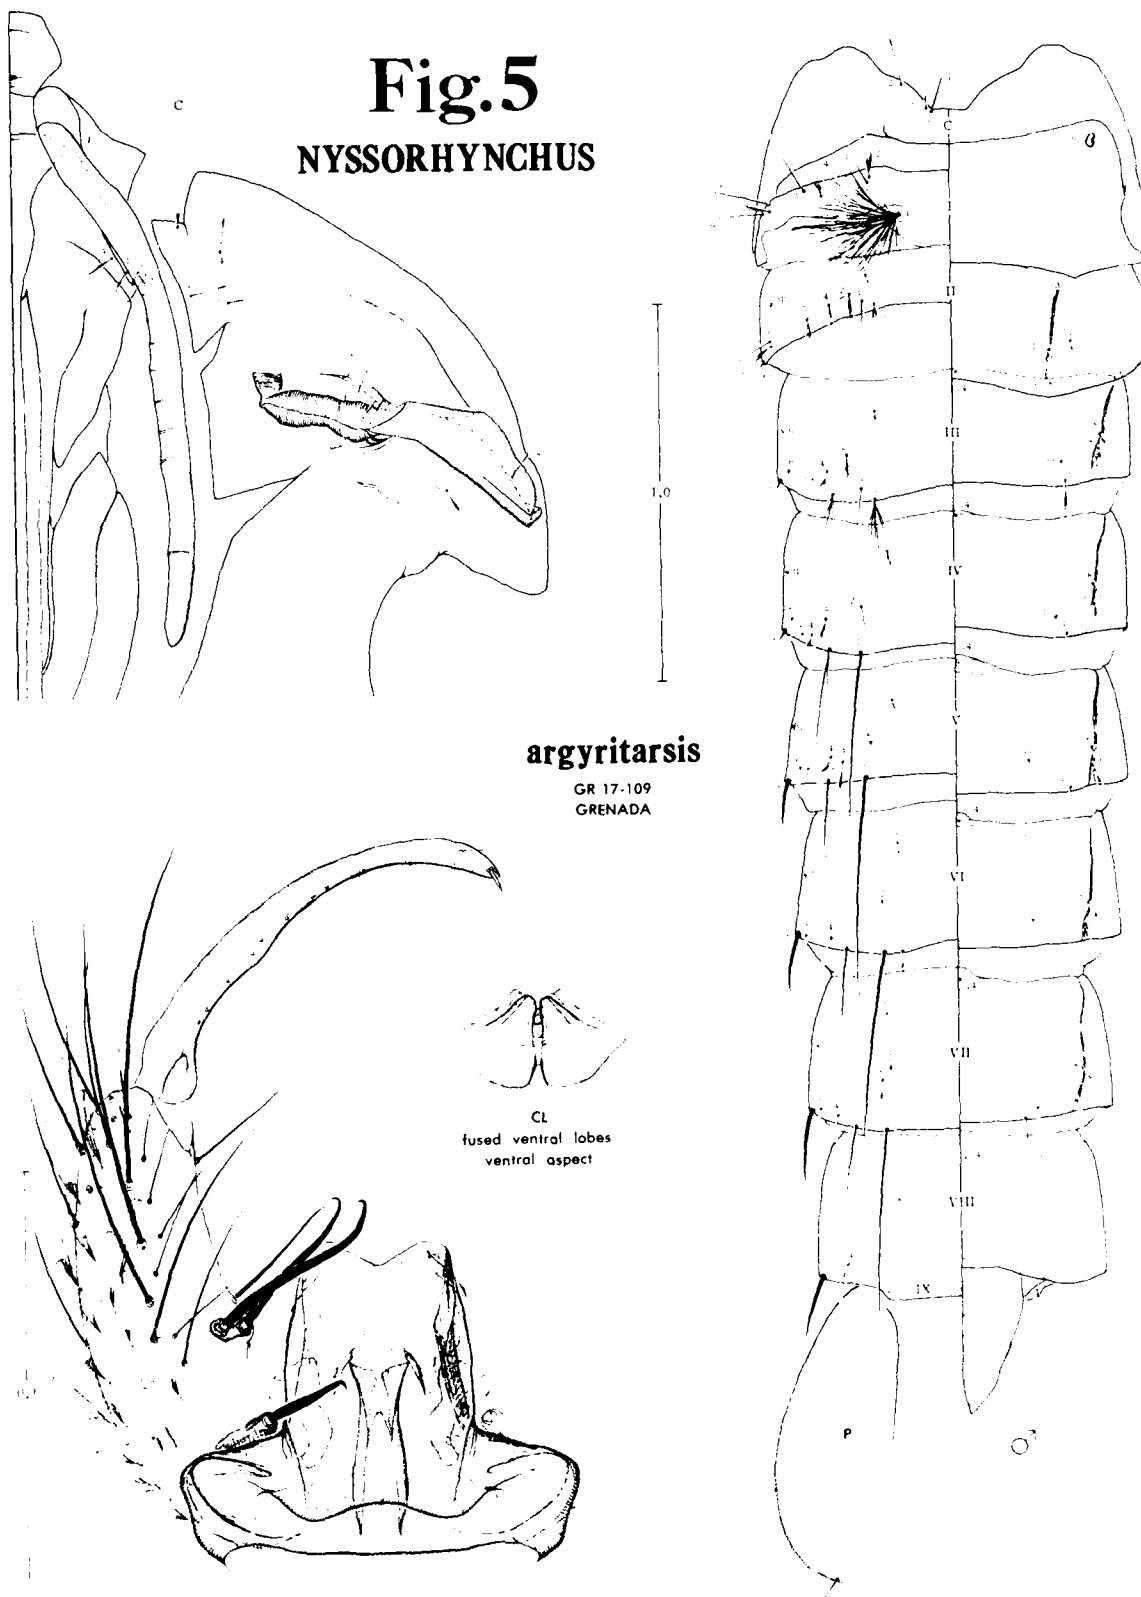 Fig.5
NYSSORHYNCHUS
C
C
II
III
1.0
1
IV
V
argyritarsis
GR 17-109
GRENADA
VI
VII
CL
fused ventral lobes
ventral aspect
VIII
IX
P
♂